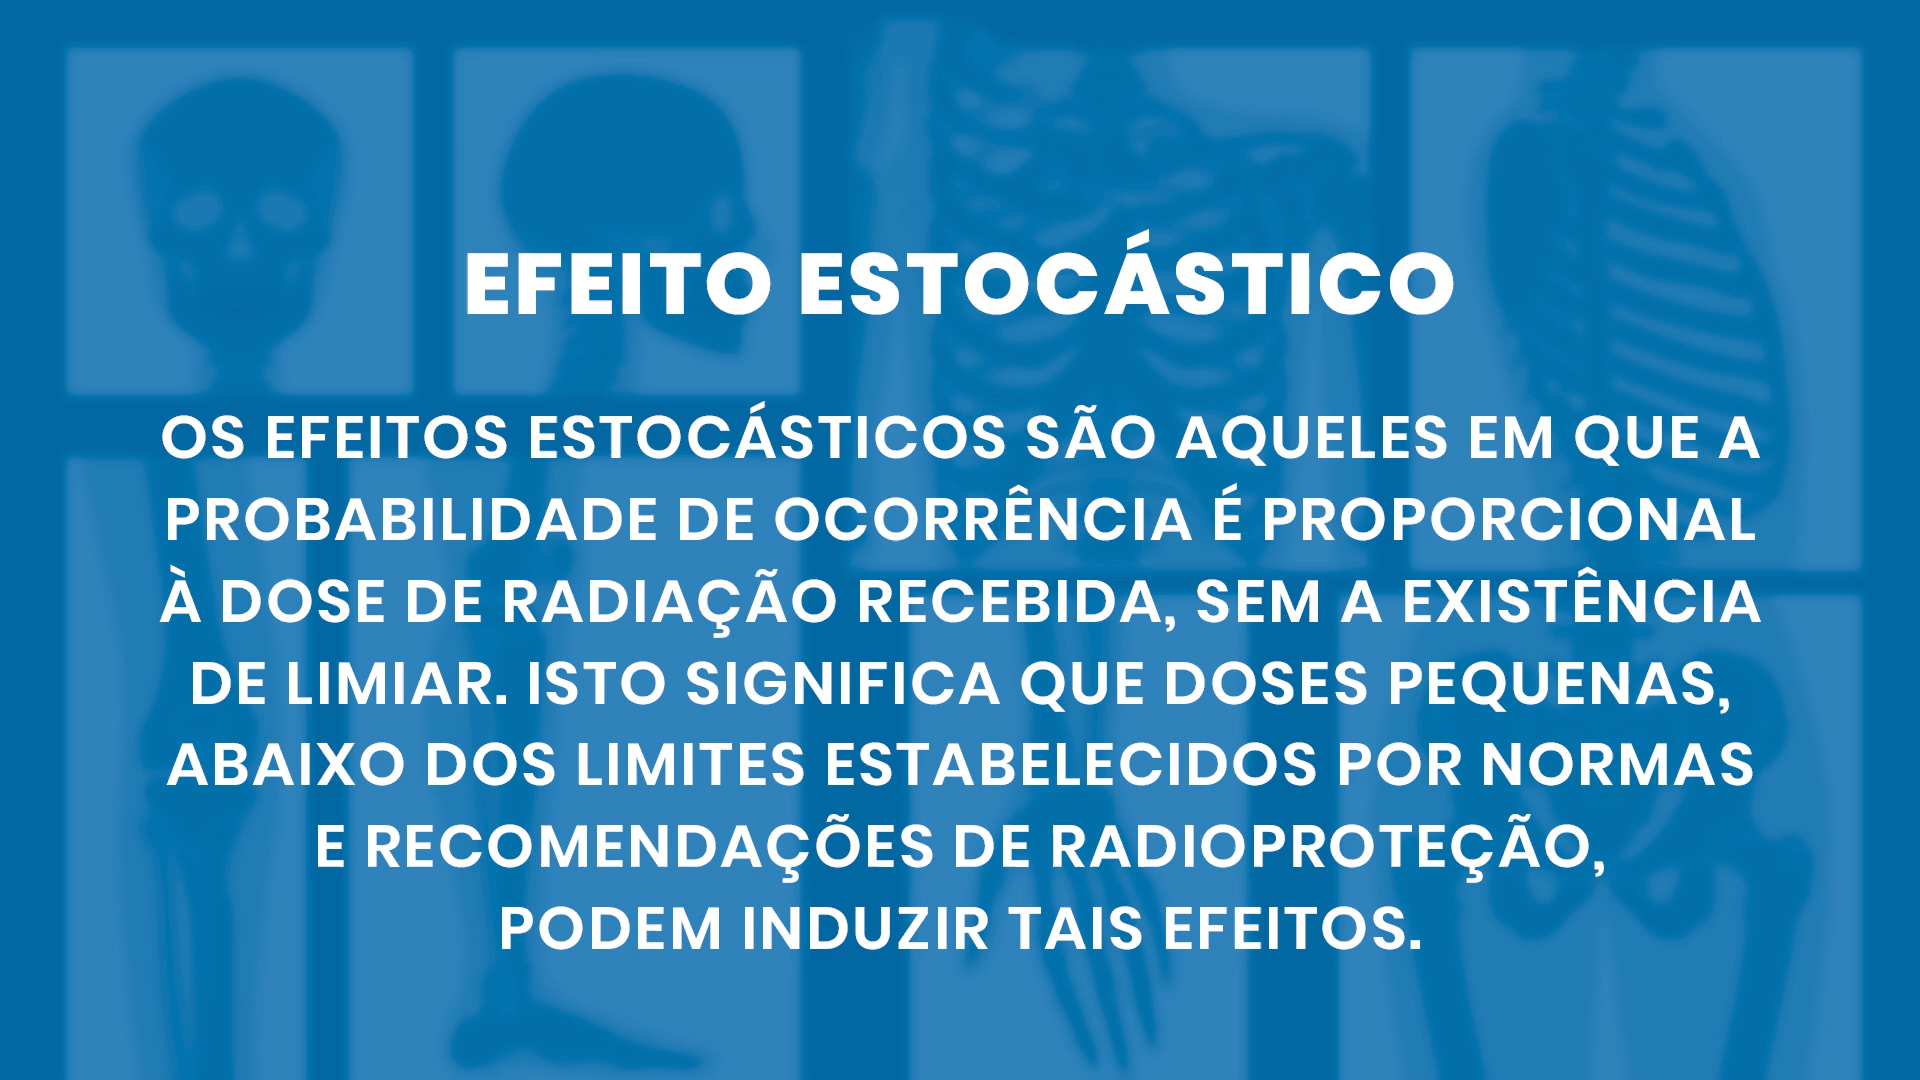 EFEITO ESTOCÁSTICO
OS EFEITOS ESTOCÁSTICOS SÃO AQUELES EM QUE A
PROBABILIDADE DE OCORRÊNCIA É PROPORCIONAL
À DOSE DE RADIAÇÃO RECEBIDA, SEM A EXISTÊNCIA
DE LIMIAR. ISTO SIGNIFICA QUE DOSES PEQUENAS,
ABAIXO DOS LIMITES ESTABELECIDOS POR NORMAS
E RECOMENDAÇÕES DE RADIOPROTEÇÃO,
PODEM INDUZIR TAIS EFEITOS.